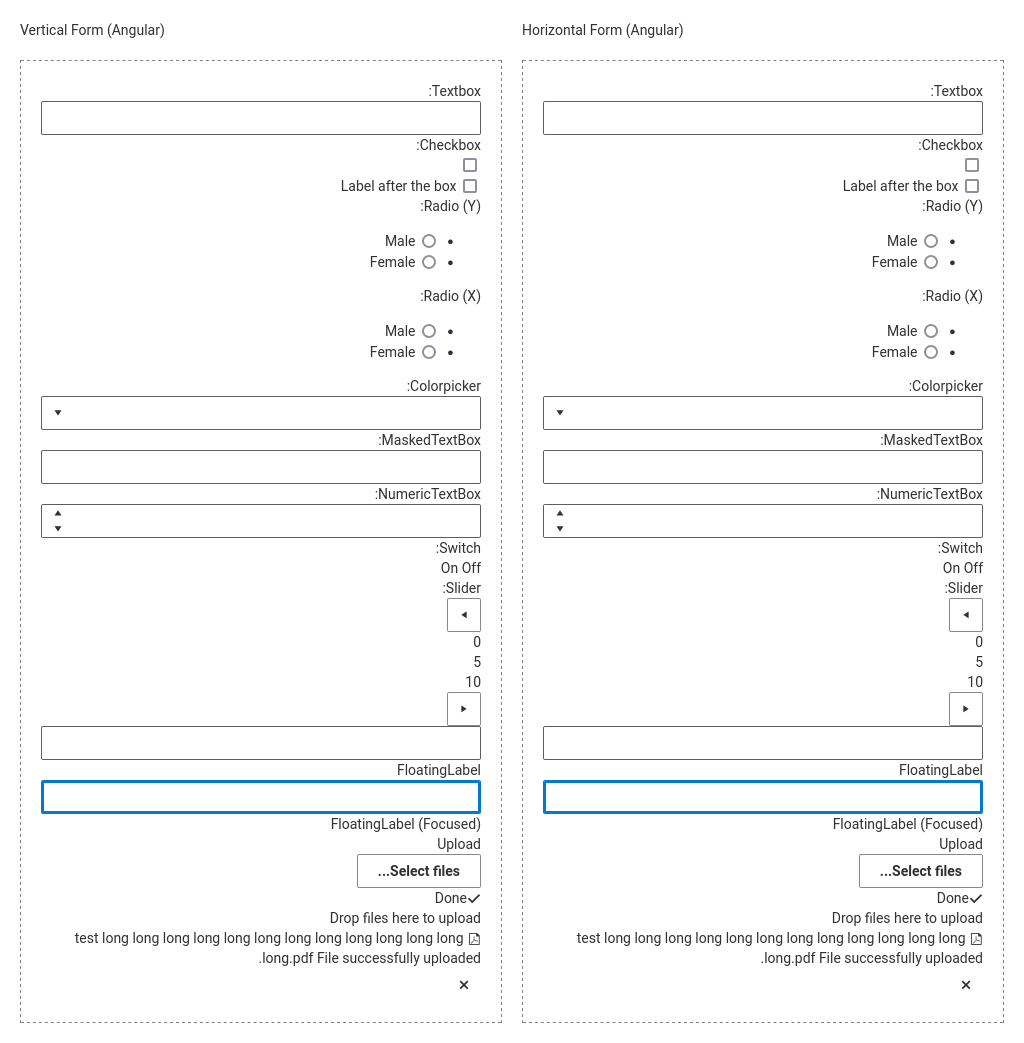 Vertical Form (Angular)
:Textbox
:Checkbox
Label after the box
:Radio (Y)
Male
Female
:Radio (X)
Male
Female
:Colorpicker
:MaskedTextBox
:NumericTextBox
:Switch
On Off
:Slider
0
5
10
FloatingLabel
FloatingLabel (Focused)
Upload
...Select files
Done
Drop files here to upload
test long long long long long long long long long long long long
.long.pdf File successfully uploaded
Horizontal Form (Angular)
:Textbox
:Checkbox
Label after the box
:Radio (Y)
Male
Female
:Radio (X)
Male
Female
:Colorpicker
:MaskedTextBox
:NumericTextBox
:Switch
On Off
:Slider
0
5
10
FloatingLabel
FloatingLabel (Focused)
Upload
...Select files
Done
Drop files here to upload
test long long long long long long long long long long long long
.long.pdf File successfully uploaded